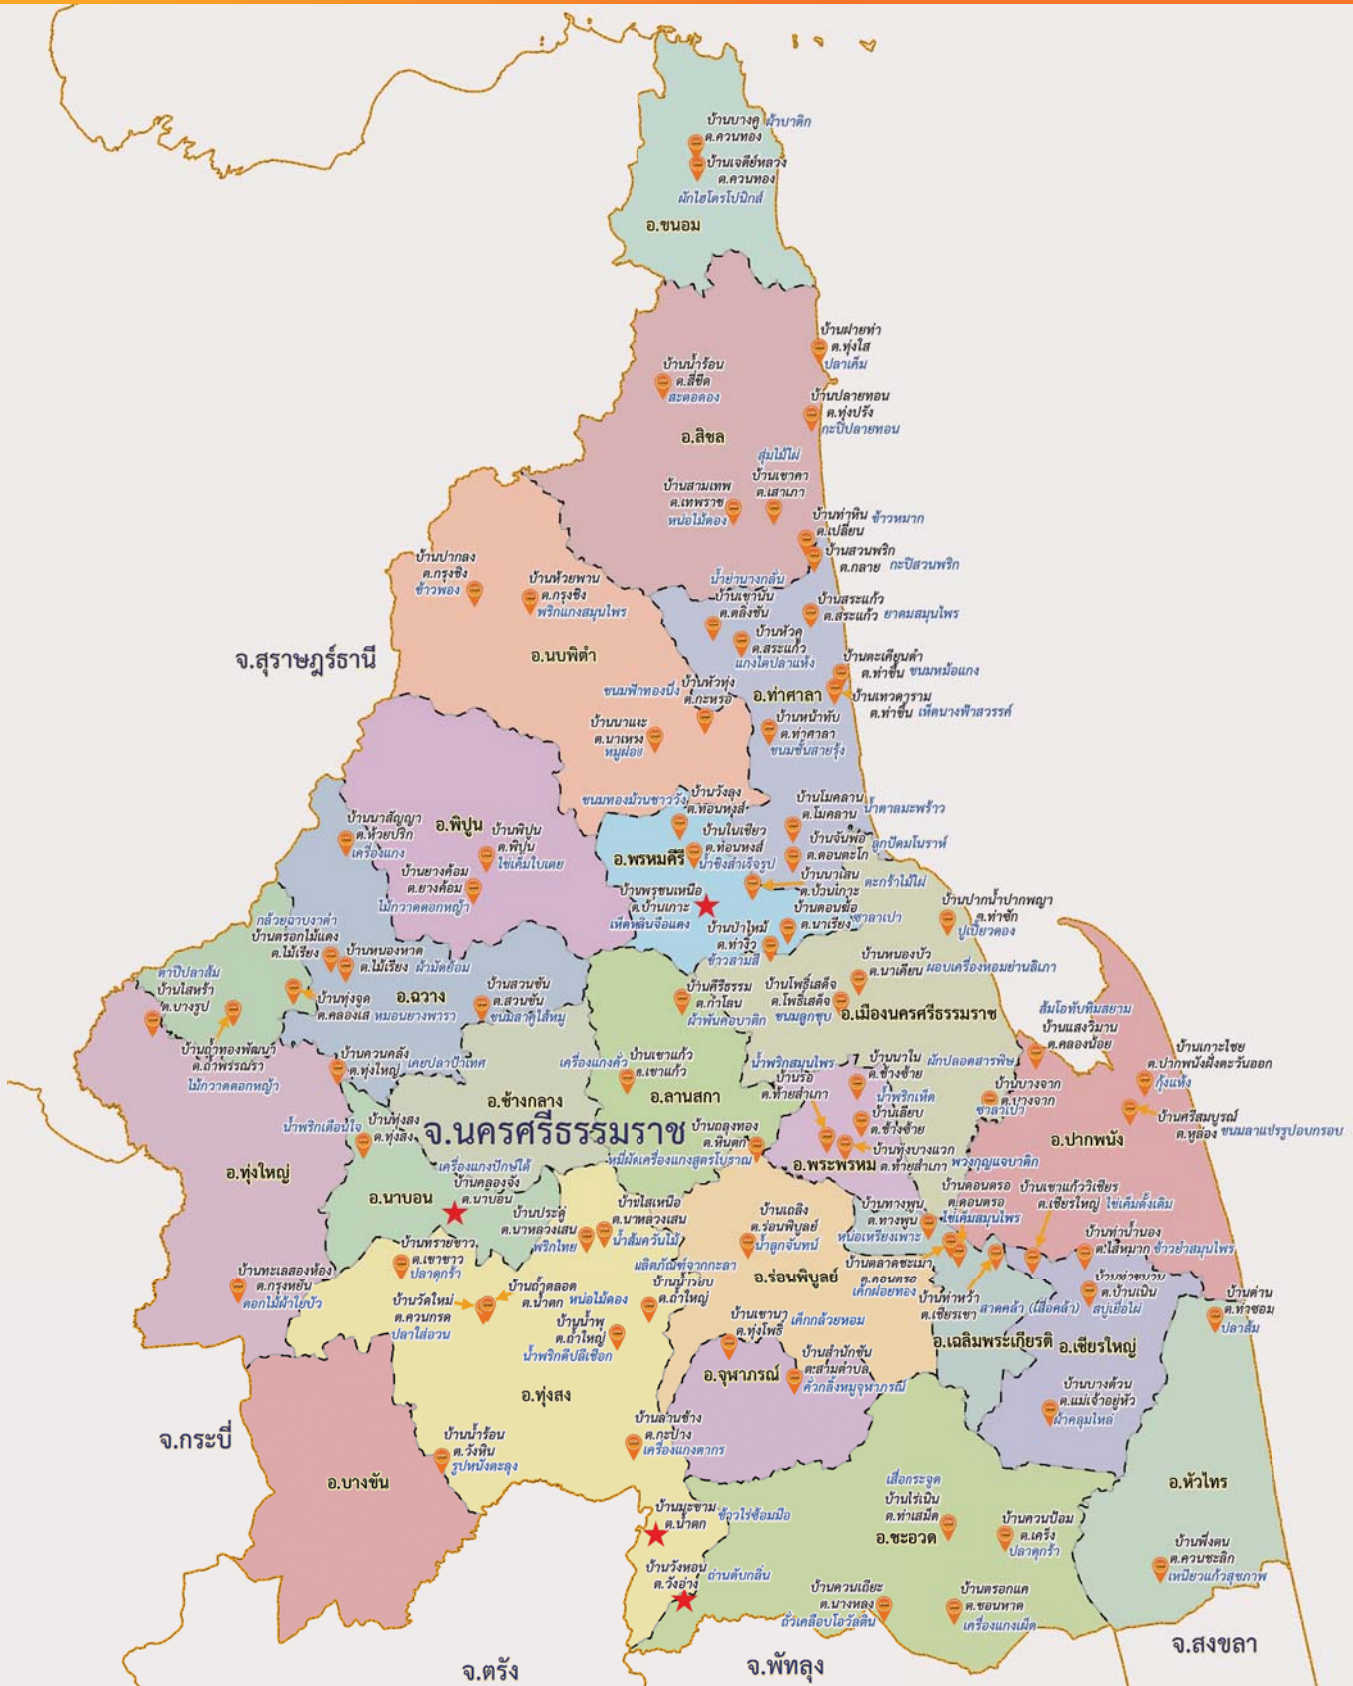 บ้านบางคู ผ้าบาติก
ต.ควนทอง
บ้านเจดีย์หลวง
ต.ควนทอง
ผักไฮโดรโปนิกส์
อ.ขนอม
บ้านฝายท่า
ต.ทุ่งใส
ปลาเค็ม
บ้านน้ำร้อน
ต.สี่ขีด
สะตอดอง
บ้านปลายทอน
ต.ทุ่งปรัง
กะปิปลายทอน
อ.สิชล
สุ่มไม้ไผ่
บ้านเขาคา
ต.เสาเภา
บ้านสามเทพ
ต.เทพราช
หน่อไม้ดอง
บ้านท่าหิน ข้าวหมาก
ต.เปลี่ยน
บ้านสวนพริก
ต.กลาย กะปิสวนพริก
บ้านปากลง
ต.กรุงชิง
ข้าวพอง
บ้านห้วยพาน
ต.กรุงชิง
พริกแกงสมุนไพร
น้ำย่านางกลั่น
บ้านเขานัน
ต.ตลิ่งชัน
บ้านสระแก้ว
ต.สระแก้ว ยาดมสมุนไพร
บ้านหัวคู
ต.สระแก้ว
แกงไตปลาแห้ง
จ.สุราษฎร์ธานี
อ.นบพิตำ
บ้านตะเคียนดำ
ต.ท่าขึ้น ขนมหม้อแกง
ขนมฟ้าทองนึ่ง
บ้านหัวทุ่ง
ต.กะหรอ
อ.ท่าศาลา
บ้านเทวดาราม
ต.ท่าขึ้น เห็ดนางฟ้าสวรรค์
บ้านนาแพง
ต.นาเหรง
หมูฝอย
บ้านหน้าทับ
ต.ท่าศาลา
ขนมชั้นสายรุ้ง
ขนมทองม้วนชาววัง
บ้านวังลุง
ต.ทอนหงส์
บ้านโมคลาน
ต.โมคลาน น้ำตาลมะพร้าว
บ้านนาสัญญา
ต.ห้วยปริก
เครื่องแกง
อ.พิปูน
บ้านพิปูน
ต.พิปูน
ไข่เค็มใบเตย
บ้านในเขียว
ต.ทอนหงส์
น้ำขิงสำเร็จรูป
บ้านจันพอ
ต.ดอนตะโก ลูกปัดมโนราห์
อ.พรหมคีรี
บ้านยางค้อม
ต.ยางค้อม
ไม้กวาดดอกหญ้า
บ้านนาเสน
ต.บ้านเกาะ ตะกร้าไม้ไผ่
บ้านพรุชนเหนือ
ต.บ้านเกาะ
เห็ดหลินจือแดง
บ้านดอนฆ้อ
ต.นาเรียง ซาลาเปา
บ้านป่าไหม้
ต.ท่างิ้ว
ข้าวสามสี
บ้านปากน้ำปากพญา
ต.ท่าซัก
ปูเปี้ยวดอง
กล้วยฉาบงาดำ
บ้านตรอกไม้แดง
ต.ไม้เรียง
บ้านหนองหาด
ต.ไม้เรียง ผ้ามัดย้อม
บ้านหนองบัว
ต.นาเคียน ผอบเครื่องหอมย่านลิเภา
ตาปีปลาส้ม
บ้านไสหร้า
ต.บางรูป
บ้านทุ่งจูด
ต.คลองเส หมอนยางพารา
อ.ฉวาง
บ้านสวนขัน
ต.สวนขัน
ขนมสาคูไส้หมู
บ้านคีรีธรรม
ต.กำโลน
ผ้าพันคอบาติก
บ้านโพธิ์เสด็จ
ต.โพธิ์เสด็จ
ขนมลูกชุบ
อ.เมืองนครศรีธรรมราช
ส้มโอทับทิมสยาม
บ้านแสงวิมาน
ต.คลองน้อย
บ้านถ้ำทองพัฒนา
ต.ถ้ำพรรณรา
ไม้กวาดดอกหญ้า
บ้านควนคลัง
ต.ทุ่งใหญ่ เคยปลาป้าเทศ
เครื่องแกงคั่ว บ้านเขาแก้ว
ต.เขาแก้ว
น้ำพริกสมุนไพร
บ้านรอ
ต.ท้ายสำเภา
บ้านนาใน
ต.ช้างซ้าย ผักปลอดสารพิษ
บ้านเกาะไชย
ต.ปากพนังฝั่งตะวันออก
กุ้งแห้ง
อ.ช้างกลาง
อ.ลานสกา
น้ำพริกเห็ด
บ้านเลียบ
ต.ช้างซ้าย
บ้านบางจาก
ต.บางจาก
ซาลาเปา
บ้านศรีสมบูรณ์
ต.หูล่อง ขนมลาแปรรูปอบกรอบ
น้ำพริกเตือนใจ บ้านทุ่งสง
ต.ทุ่งสง
จ.นครศรีธรรมราช
บ้านถลุงทอง
ต.หินตก
หมี่ผัดเครื่องแกงสูตรโบราณ
อ.พระพรหม
บ้านทุ่งบางแวก
ต.ท้ายสำเภา พวงกุญแจบาติก
อ.ปากพนัง
อ.ทุ่งใหญ่
อ.นาบอน
เครื่องแกงปักษ์ใต้
บ้านคลองจัง
ต.นาบอน
บ้านประดู่
ต.นาหลวงเสน
พริกไทย
บ้านไสเหนือ
ต.นาหลวงเสน
น้ำส้มควันไม้
บ้านเถลิง
ต.ร่อนพิบูลย์
น้ำลูกจันทน์
บ้านทางพูน
ต.ทางพูน
หน่อเหรียงเพาะ
บ้านดอนตรอ
ต.ดอนตรอ
ไข่เค็มสมุนไพร
บ้านเขาแก้ววิเชียร
ต.เชียรใหญ่ ไข่เค็มดั้งเดิม
บ้านท่าน้ำนอง
ต.ไสหมาก ข้าวยำสมุนไพร
บ้านทรายขาว
ต.เขาขาว
ปลาดุกร้า
ผลิตภัณฑ์จากกะลา
ต.ถ้ำใหญ่
อ.ร่อนพิบูลย์
บ้านตลาดชะเมา
ต.ดอนตรอ
เค้กฝอยทอง
บ้านทะเลสองห้อง
ต.กรุงหยัน
ดอกไม้ผ้าใยบัว
บ้านวัดใหม่
ต.ควนกรด
ปลาใส่อวน
บ้านถ้ำตลอด
ต.น้ำตก หน่อไม้ดอง
บ้านน้ำพุ
ต.ถ้ำใหญ่
น้ำพริกดีปลีเชือก
บ้านเขานา
ต.ทุ่งโพธิ์ เค้กกล้วยหอม
บ้านท่าหว้า
ต.เชียรเขา สาดคล้า (เสื่อคล้า)
ต.บ้านเนิน
สบู่เยื่อไผ่
บ้านด่าน
ต.ท่าซอม
ปลาส้ม
อ.เฉลิมพระเกียรติ
อ.เชียรใหญ่
อ.จุฬาภรณ์
บ้านสำนักขัน
ต.สามตำบล
คั่วกลิ้งหมูจุฬาภรณ์
อ.ทุ่งสง
บ้านบางด้วน
ต.แม่เจ้าอยู่หัว
ผ้าคลุมไหล่
จ.กระบี่
บ้านน้ำร้อน
ต.วังหิน
รูปหนังตะลุง
บ้านล่านช้าง
ต.กะปาง
เครื่องแกงตากร
อ.บางขัน
เสื่อกระจูด
บ้านไร่เนิน
ต.ท่าเสม็ด
อ.หัวไทร
บ้านมะขาม
ต.น้ำตก ข้าวไร่ซ้อมมือ
อ.ชะอวด
บ้านควนป้อม
ต.เคร็ง
ปลาดุกร้า
บ้านพึงตน
ต.ควนชะลิก
เหนียวแก้วสุขภาพ
บ้านวังหอน
ต.วังอ่าง ถ่านดับกลิ่น
บ้านควนเถียะ
ต.นางหลง
ถั่วเคลือบโอวัลติน
บ้านตรอกแค
ต.ขอนหาด
เครื่องแกงเผ็ด
จ.ตรัง
จ.พัทลุง
จ.สงขลา